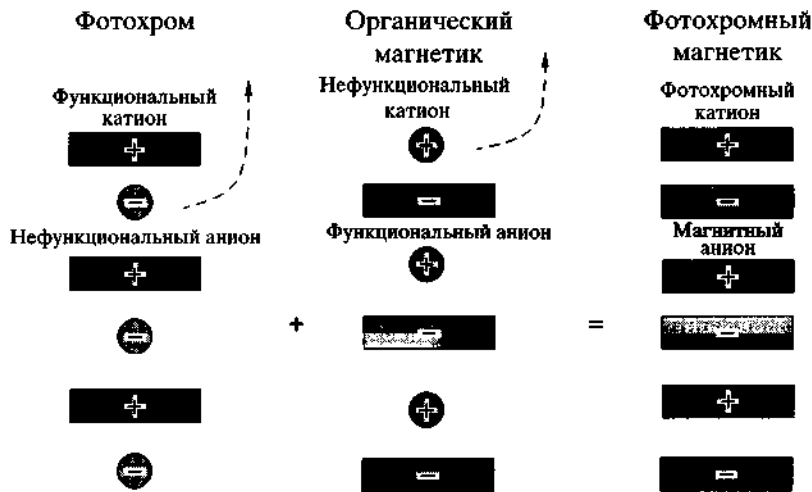 Фотохром
Функциональный
катион
+
−
Нефункциональный анион
+
−
+
−
+
Органический
магнетик
Нефункциональный
катион
+
−
Функциональный анион
+
−
+
−
=
Фотохромный
магнетик
Фотохромный
катион
+
−
Магнитный
анион
+
−
+
−